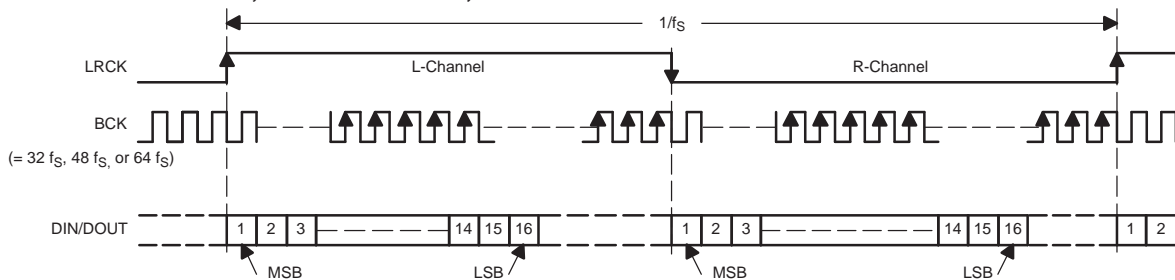 1/fS
LRCK
L-Channel
R-Channel
BCK
(= 32 fS, 48 fS, or 64 fS)
DIN/DOUT
1 2 3 14 15 16 1 2 3 14 15 16 1 2
MSB LSB MSB LSB